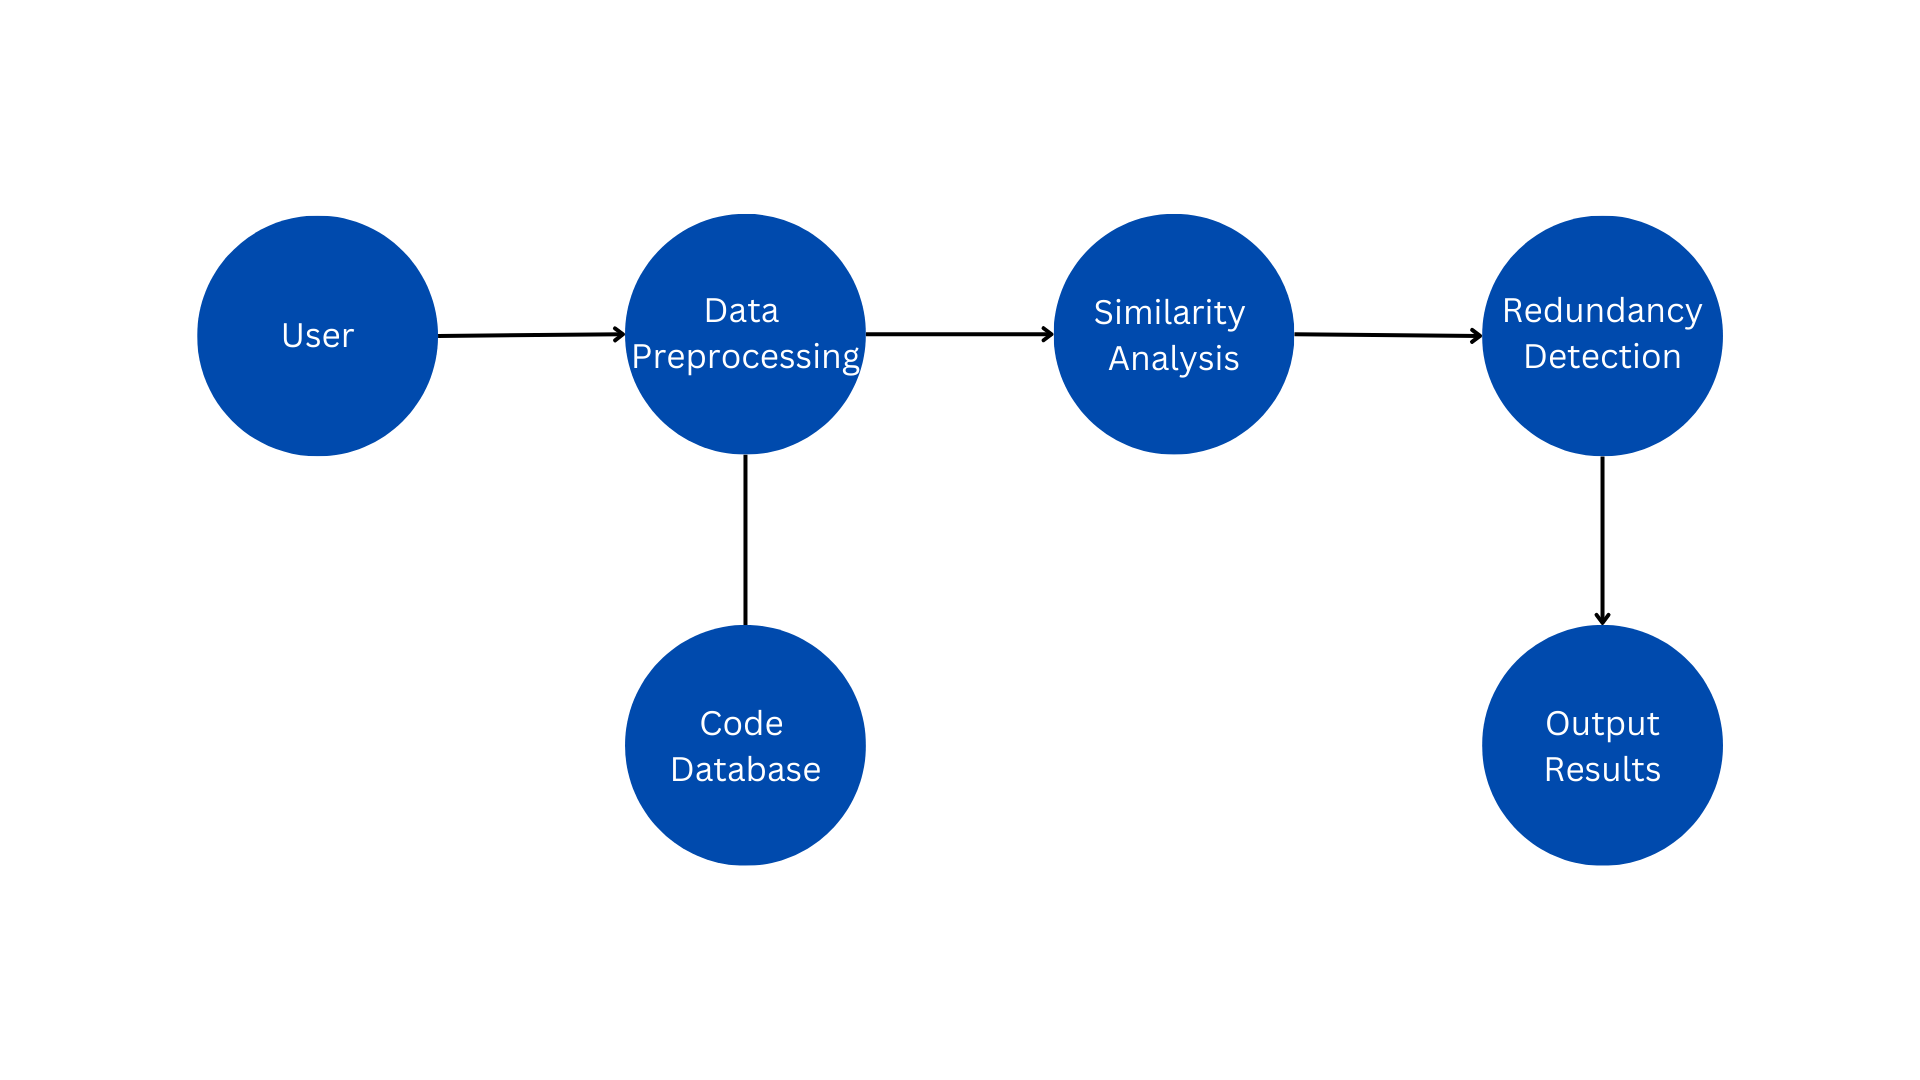 User
Data
Preprocessing
Similarity
Analysis
Redundancy
Detection
Code
Database
Output
Results